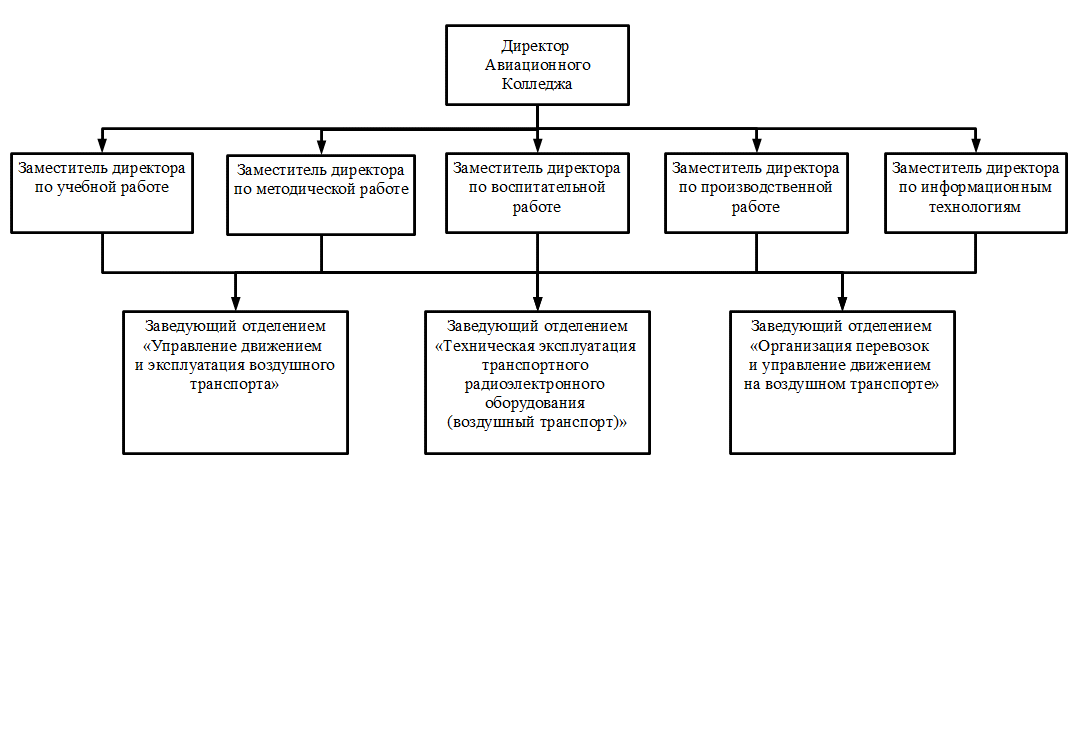 Директор
Авиационного
Колледжа
Заместитель директора
по учебной работе
Заместитель директора
по методической работе
Заместитель директора
по воспитательной
работе
Заместитель директора
по производственной
работе
Заместитель директора
по информационным
технологиям
Заведующий отделением
«Управление движением
и эксплуатация воздушного
транспорта»
Заведующий отделением
«Техническая эксплуатация
транспортного
радиоэлектронного
оборудования
(воздушный транспорт)»
Заведующий отделением
«Организация перевозок
и управление движением
на воздушном транспорте»